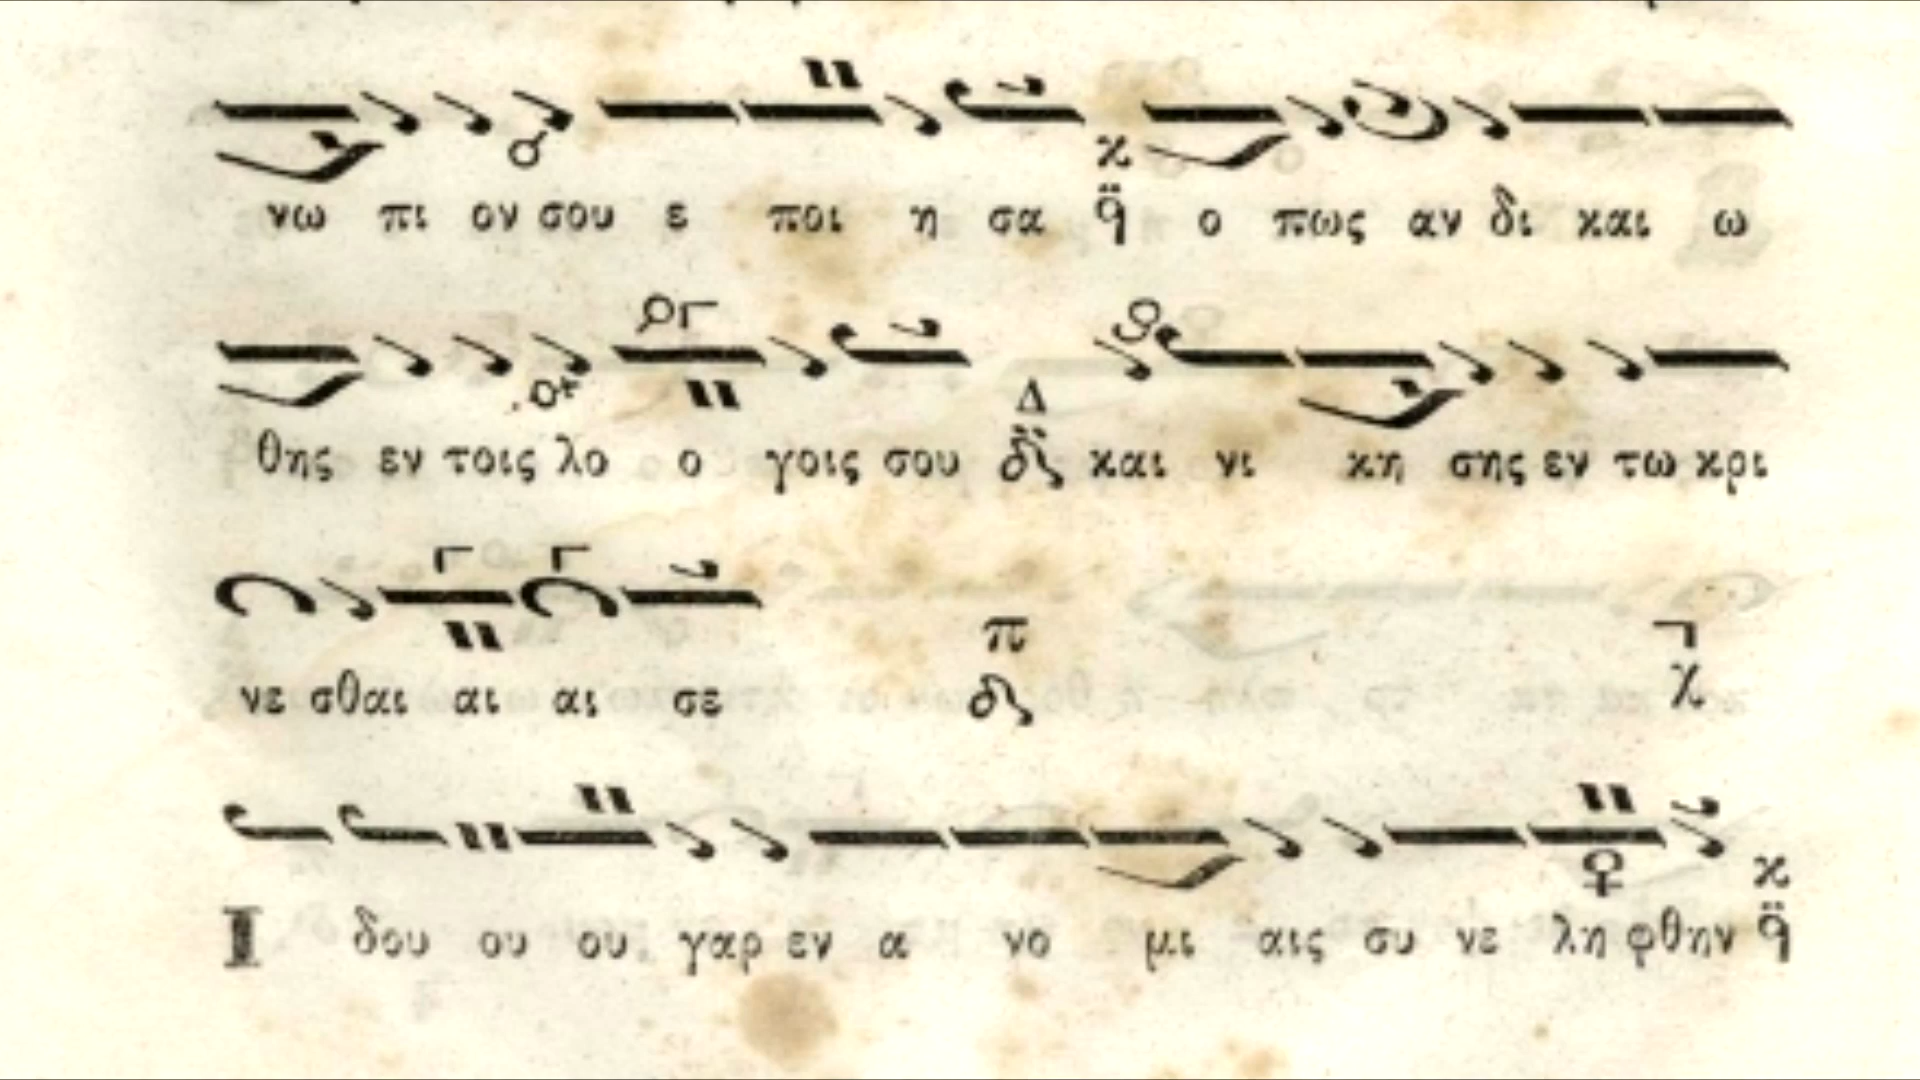 νω πι ον σου ε ποι η σα ϗ q̈ ο πως αν δι και ω
θης εν τοις λο ο γοις σου Δ δι και νι κη σης εν τω κρι
νε σθαι αι αι σε π δι χ
Ι δου ου ου γαρ εν α νο μι αις συ νε λη φθην ϗ q̈